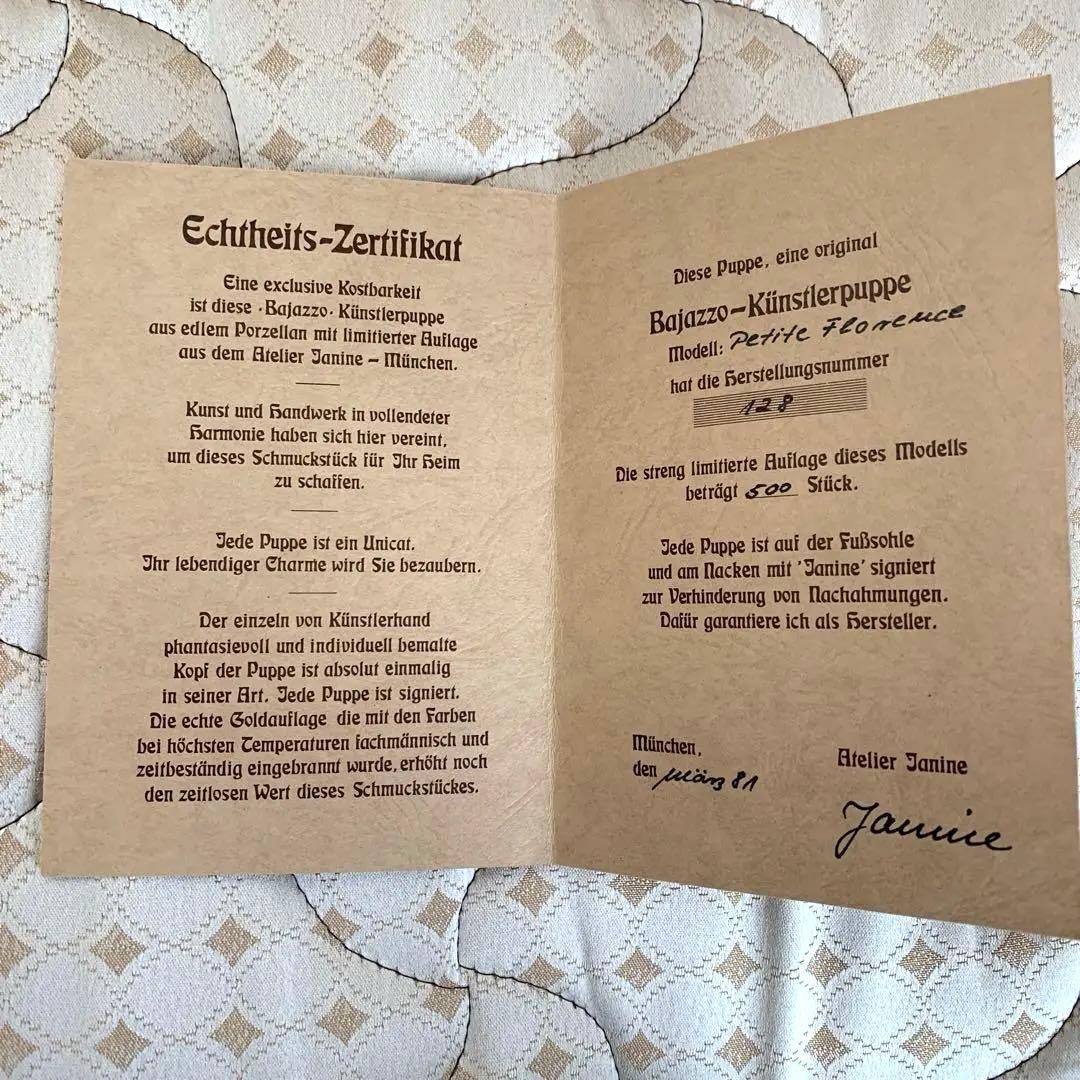 Echtheits-Zertifikat
Eine exclusive Kostbarkeit
ist diese ·Bajazzo· Künstlerpuppe
aus edlem Porzellan mit limitierter Auflage
aus dem Atelier Janine – München.
Kunst und Handwerk in vollendeter
Harmonie haben sich hier vereint,
um dieses Schmuckstück für Ihr Heim
zu schaffen.
Jede Puppe ist ein Unicat.
Ihr lebendiger Charme wird Sie bezaubern.
Der einzeln von Künstlerhand
phantasievoll und individuell bemalte
Kopf der Puppe ist absolut einmalig
in seiner Art. Jede Puppe ist signiert.
Die echte Goldauflage die mit den Farben
bei höchsten Temperaturen fachmännisch und
zeitbeständig eingebrannt wurde, erhöht noch
den zeitlosen Wert dieses Schmuckstückes.
Diese Puppe, eine original
Bajazzo-Künstlerpuppe
Modell: Petite Florence
hat die Herstellungsnummer
128
Die streng limitierte Auflage dieses Modells
beträgt 500 Stück.
Jede Puppe ist auf der Fußsohle
und am Nacken mit 'Janine' signiert
zur Verhinderung von Nachahmungen.
Dafür garantiere ich als Hersteller.
München,
den März 81
Atelier Janine
Janine